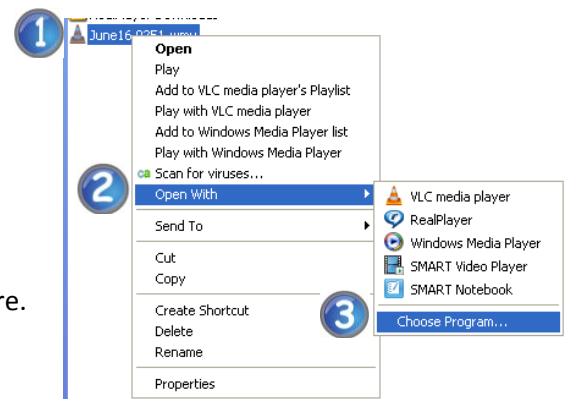 1
June16
Open
Play
Add to VLC media player's Playlist
Play with VLC media player
Add to Windows Media Player list
Play with Windows Media Player
ca Scan for viruses...
2
Open With
VLC media player
RealPlayer
Windows Media Player
SMART Video Player
SMART Notebook
Choose Program...
3
Send To
Cut
Copy
re.
Create Shortcut
Delete
Rename
Properties